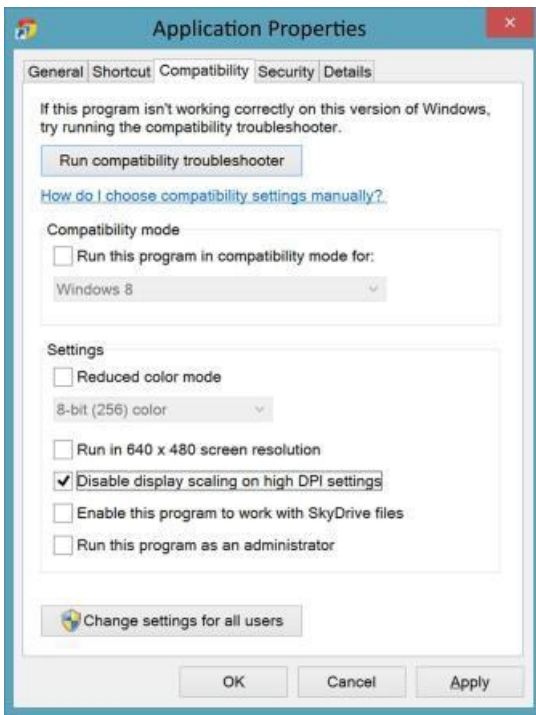 Application Properties
General Shortcut Compatibility Security Details
If this program isn't working correctly on this version of Windows,
try running the compatibility troubleshooter.
Run compatibility troubleshooter
How do I choose compatibility settings manually?
Compatibility mode
Run this program in compatibility mode for:
Windows 8
Settings
Reduced color mode
8-bit (256) color
Run in 640 x 480 screen resolution
Disable display scaling on high DPI settings
Enable this program to work with SkyDrive files
Run this program as an administrator
Change settings for all users
OK Cancel Apply